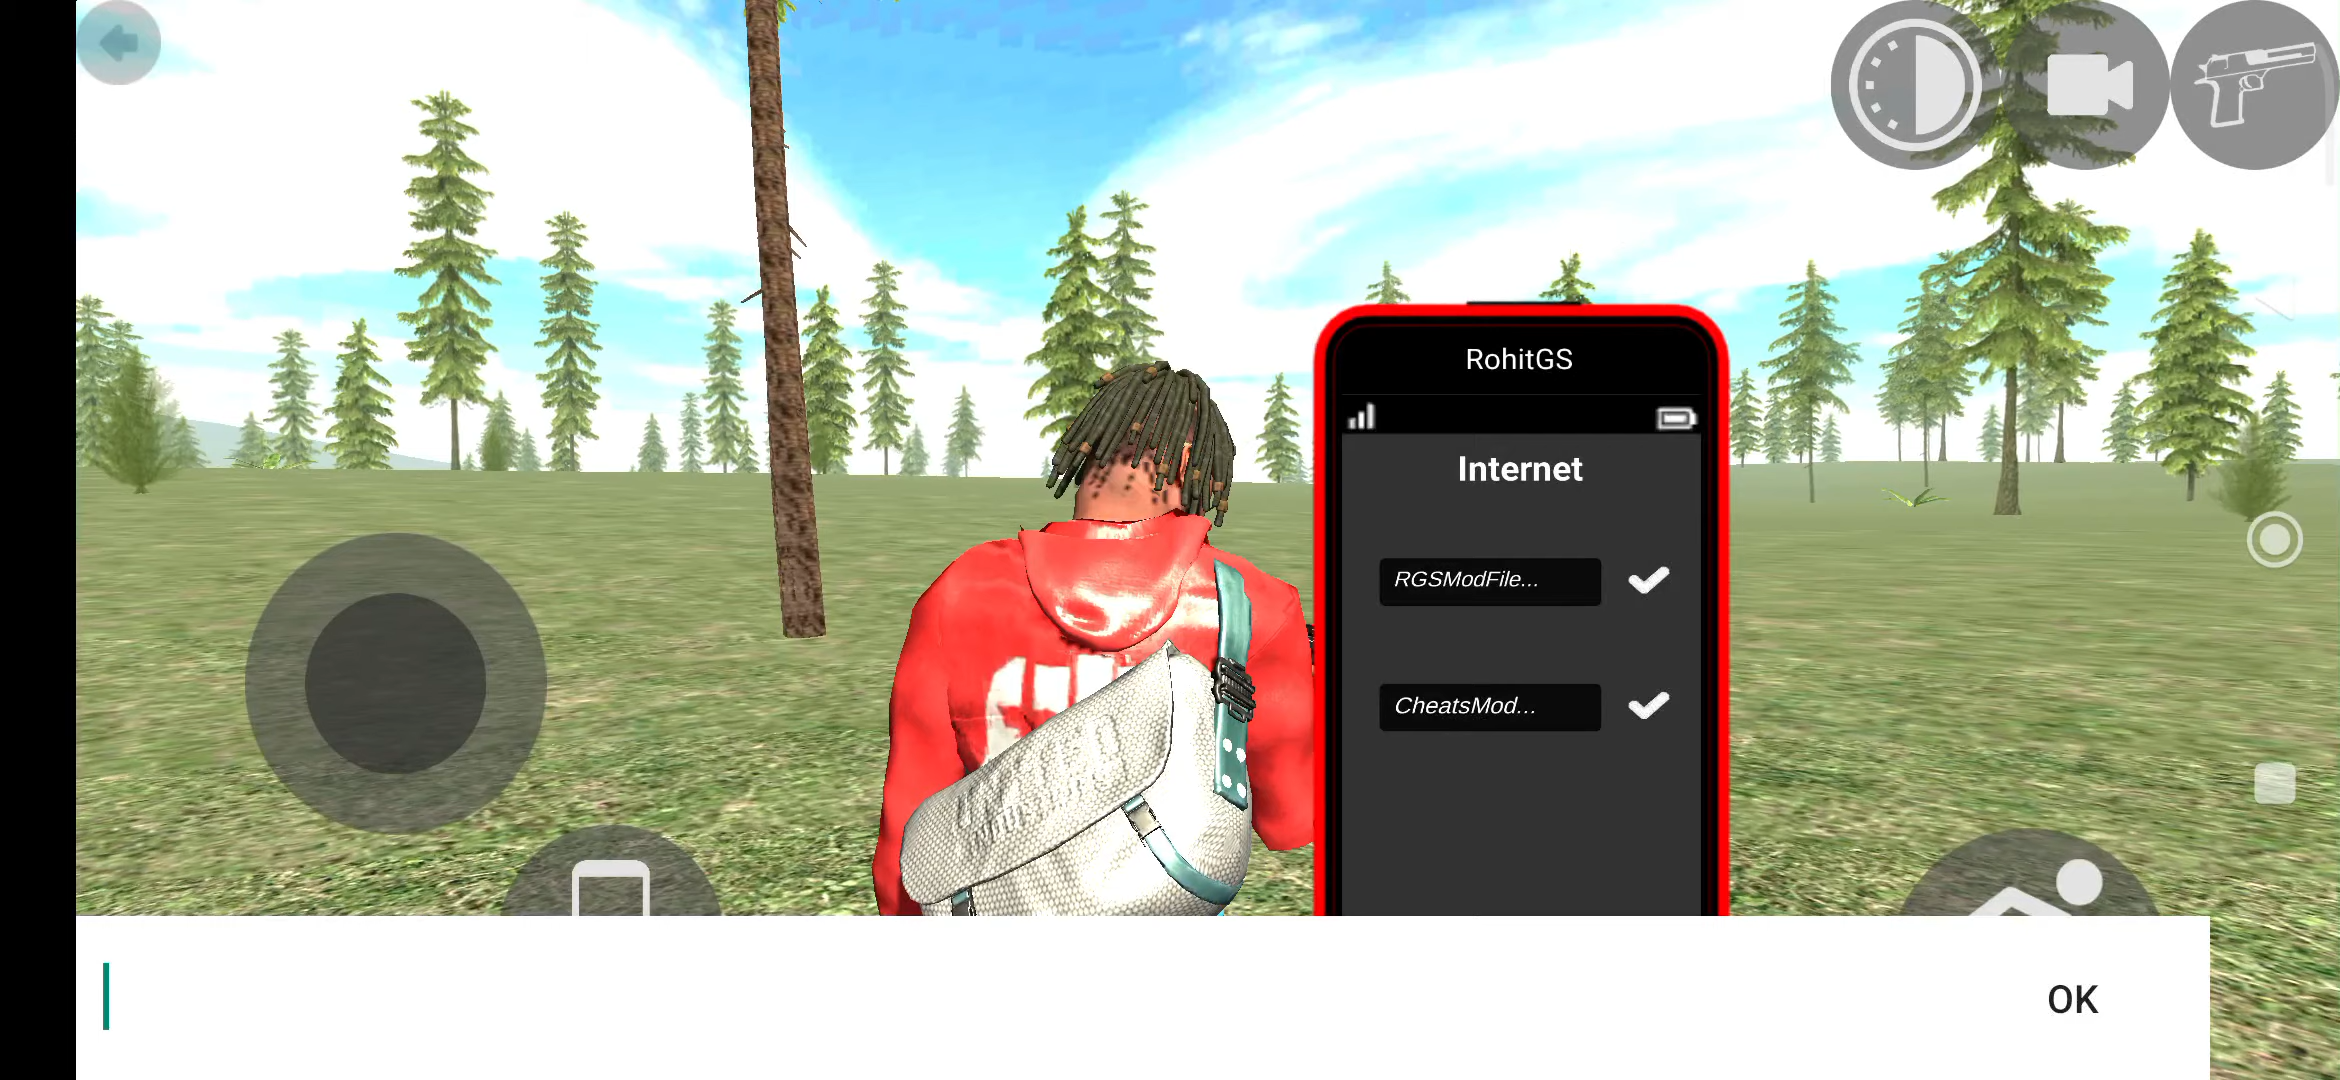 RohitGS
Internet
RGSModFile...
CheatsMod...
OK